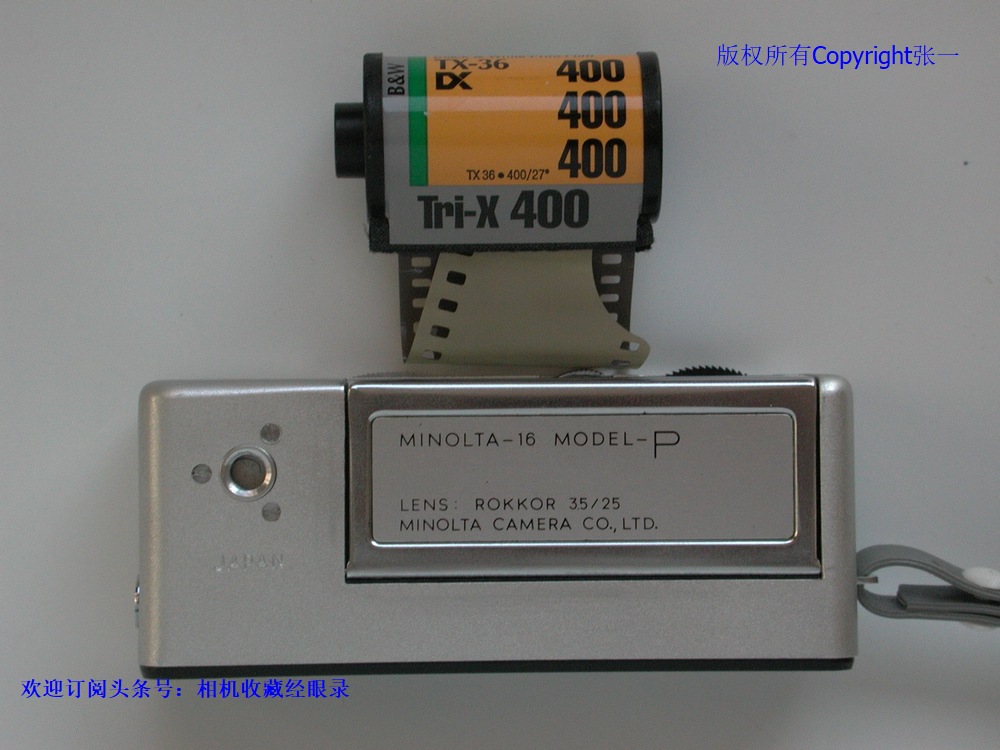 版权所有Copyright张一
B&W
TX-36
DX
400
400
400
TX 36 • 400/27°
Tri-X 400
MINOLTA-16 MODEL-P
LENS: ROKKOR 3.5/25
MINOLTA CAMERA CO., LTD.
JAPAN
欢迎订阅头条号：相机收藏经眼录